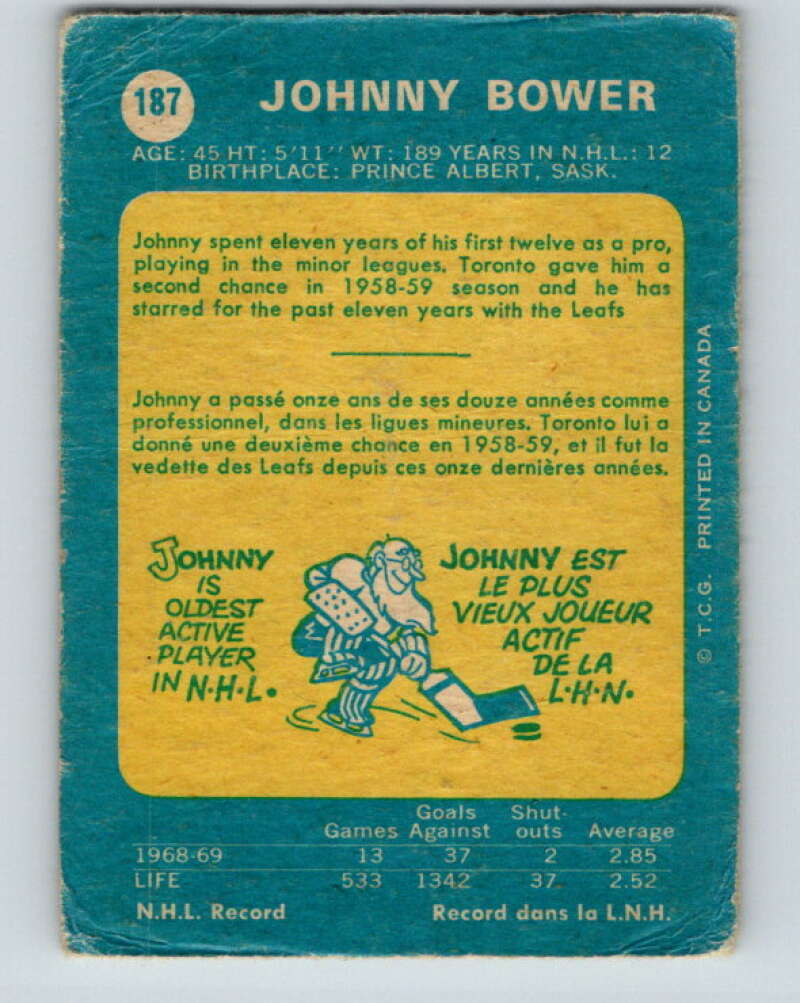 187
JOHNNY BOWER
AGE: 45 HT: 5'11'' WT: 189 YEARS IN N.H.L.: 12
BIRTHPLACE: PRINCE ALBERT, SASK.
Johnny spent eleven years of his first twelve as a pro,
playing in the minor leagues. Toronto gave him a
second chance in 1958-59 season and he has
starred for the past eleven years with the Leafs
Johnny a passé onze ans de ses douze années comme
professionnel, dans les ligues mineures. Toronto lui a
donné une deuxième chance en 1958-59, et il fut la
vedette des Leafs depuis ces onze dernières années.
JOHNNY
IS
OLDEST
ACTIVE
PLAYER
IN N·H·L.
JOHNNY EST
LE PLUS
VIEUX JOUEUR
ACTIF
DE LA
L·H·N.
© T.C.G. PRINTED IN CANADA
Goals Shut-
Games Against outs Average
1968-69 13 37 2 2.85
LIFE 533 1342 37 2.52
N.H.L. Record Record dans la L.N.H.